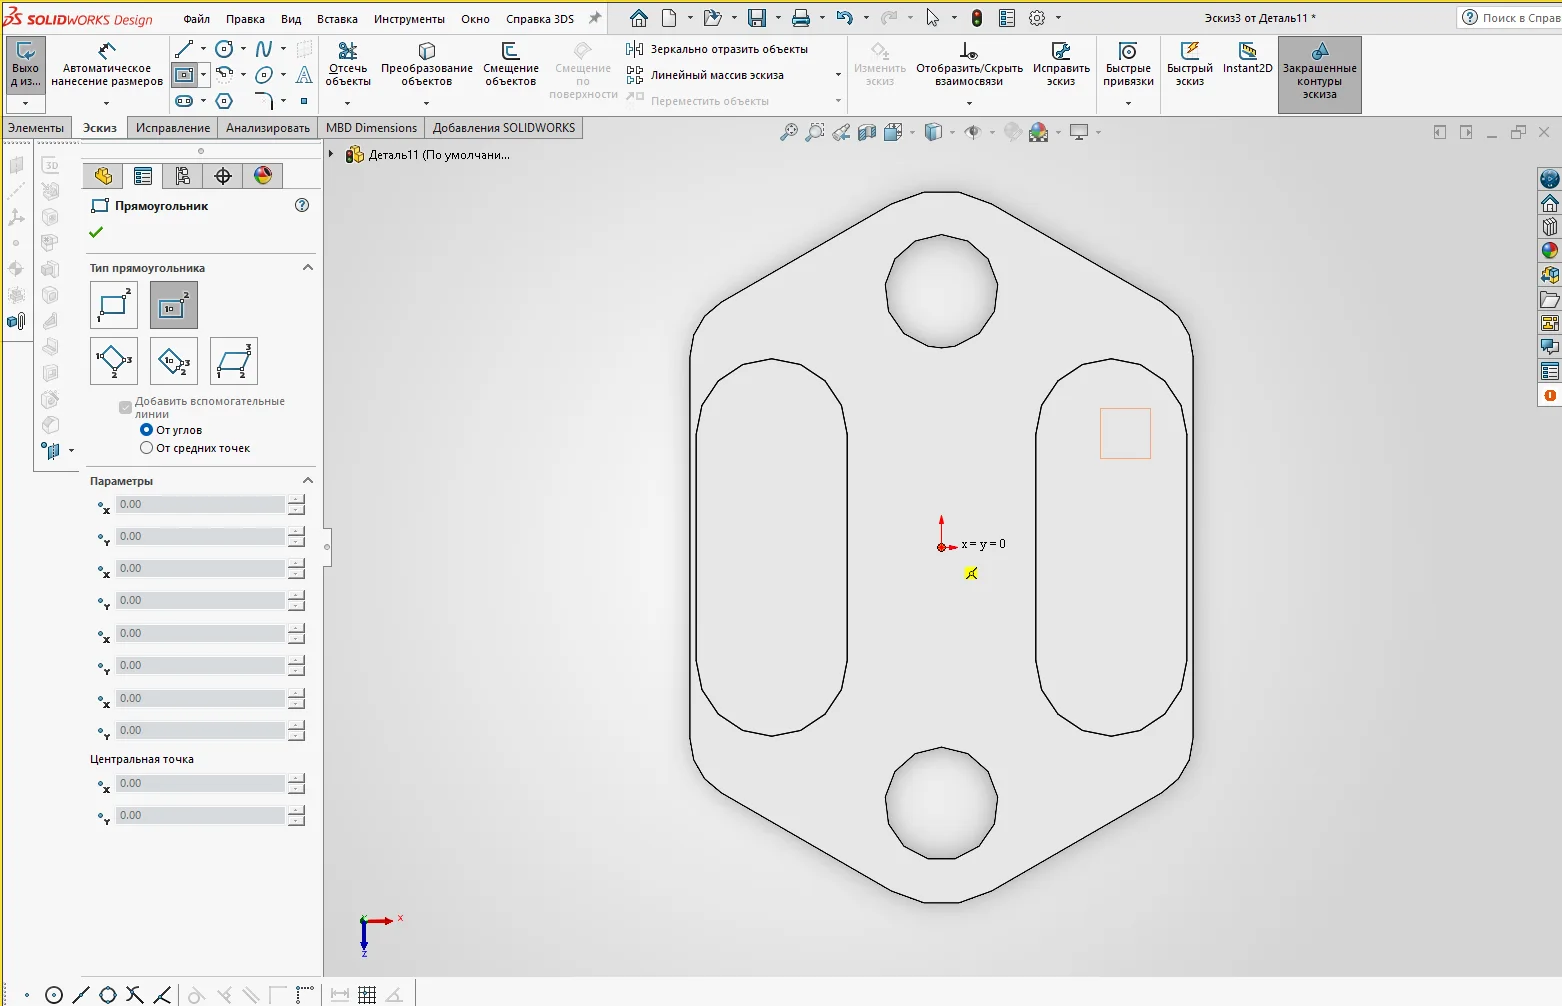 SOLIDWORKS Design
Файл
Правка
Вид
Вставка
Инструменты
Окно
Справка 3DS
Эскиз3 от Деталь11 *
Поиск в Справ
Выхо
д из...
Автоматическое
нанесение размеров
Отсечь
объекты
Преобразование
объектов
Смещение
объектов
Смещение
по
поверхности
Зеркально отразить объекты
Линейный массив эскиза
Переместить объекты
Изменить
эскиз
Отобразить/Скрыть
взаимосвязи
Исправить
эскиз
Быстрые
привязки
Быстрый
эскиз
Instant2D
Закрашенные
контуры
эскиза
Элементы
Эскиз
Исправление
Анализировать
MBD Dimensions
Добавления SOLIDWORKS
Деталь11 (По умолчани...
Прямоугольник
Тип прямоугольника
Добавить вспомогательные
линии
От углов
От средних точек
Параметры
x 0.00
Y 0.00
x 0.00
Y 0.00
x 0.00
Y 0.00
x 0.00
Y 0.00
Центральная точка
x 0.00
Y 0.00
x = y = 0
x
z